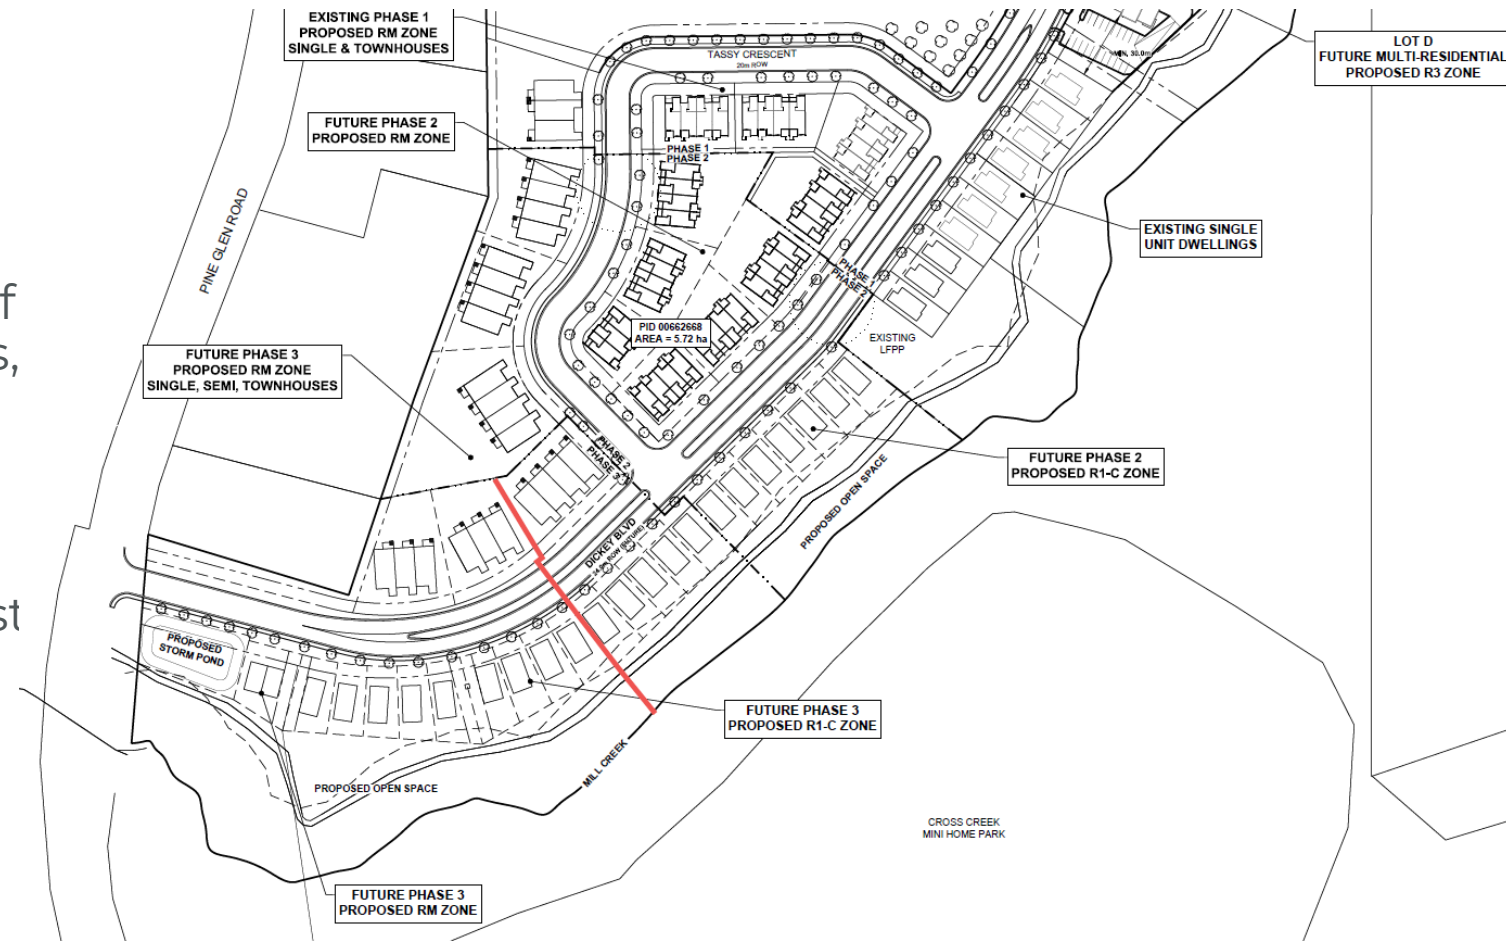 EXISTING PHASE 1
PROPOSED RM ZONE
SINGLE & TOWNHOUSES
TASSY CRESCENT
20m ROW
MIN. 30.0m
LOT D
FUTURE MULTI-RESIDENTIAL
PROPOSED R3 ZONE
FUTURE PHASE 2
PROPOSED RM ZONE
PHASE 1
PHASE 2
PINE GLEN ROAD
EXISTING SINGLE
UNIT DWELLINGS
PHASE 1
PHASE 2
f
PID 00662668
AREA = 5.72 ha
EXISTING
LFPP
s,
FUTURE PHASE 3
PROPOSED RM ZONE
SINGLE, SEMI, TOWNHOUSES
PHASE 2
PHASE 3
FUTURE PHASE 2
PROPOSED R1-C ZONE
PROPOSED OPEN SPACE
DICKEY BLVD
ROW (FUTURE)
st
PROPOSED
STORM POND
FUTURE PHASE 3
PROPOSED R1-C ZONE
MILL CREEK
PROPOSED OPEN SPACE
CROSS CREEK
MINI HOME PARK
FUTURE PHASE 3
PROPOSED RM ZONE